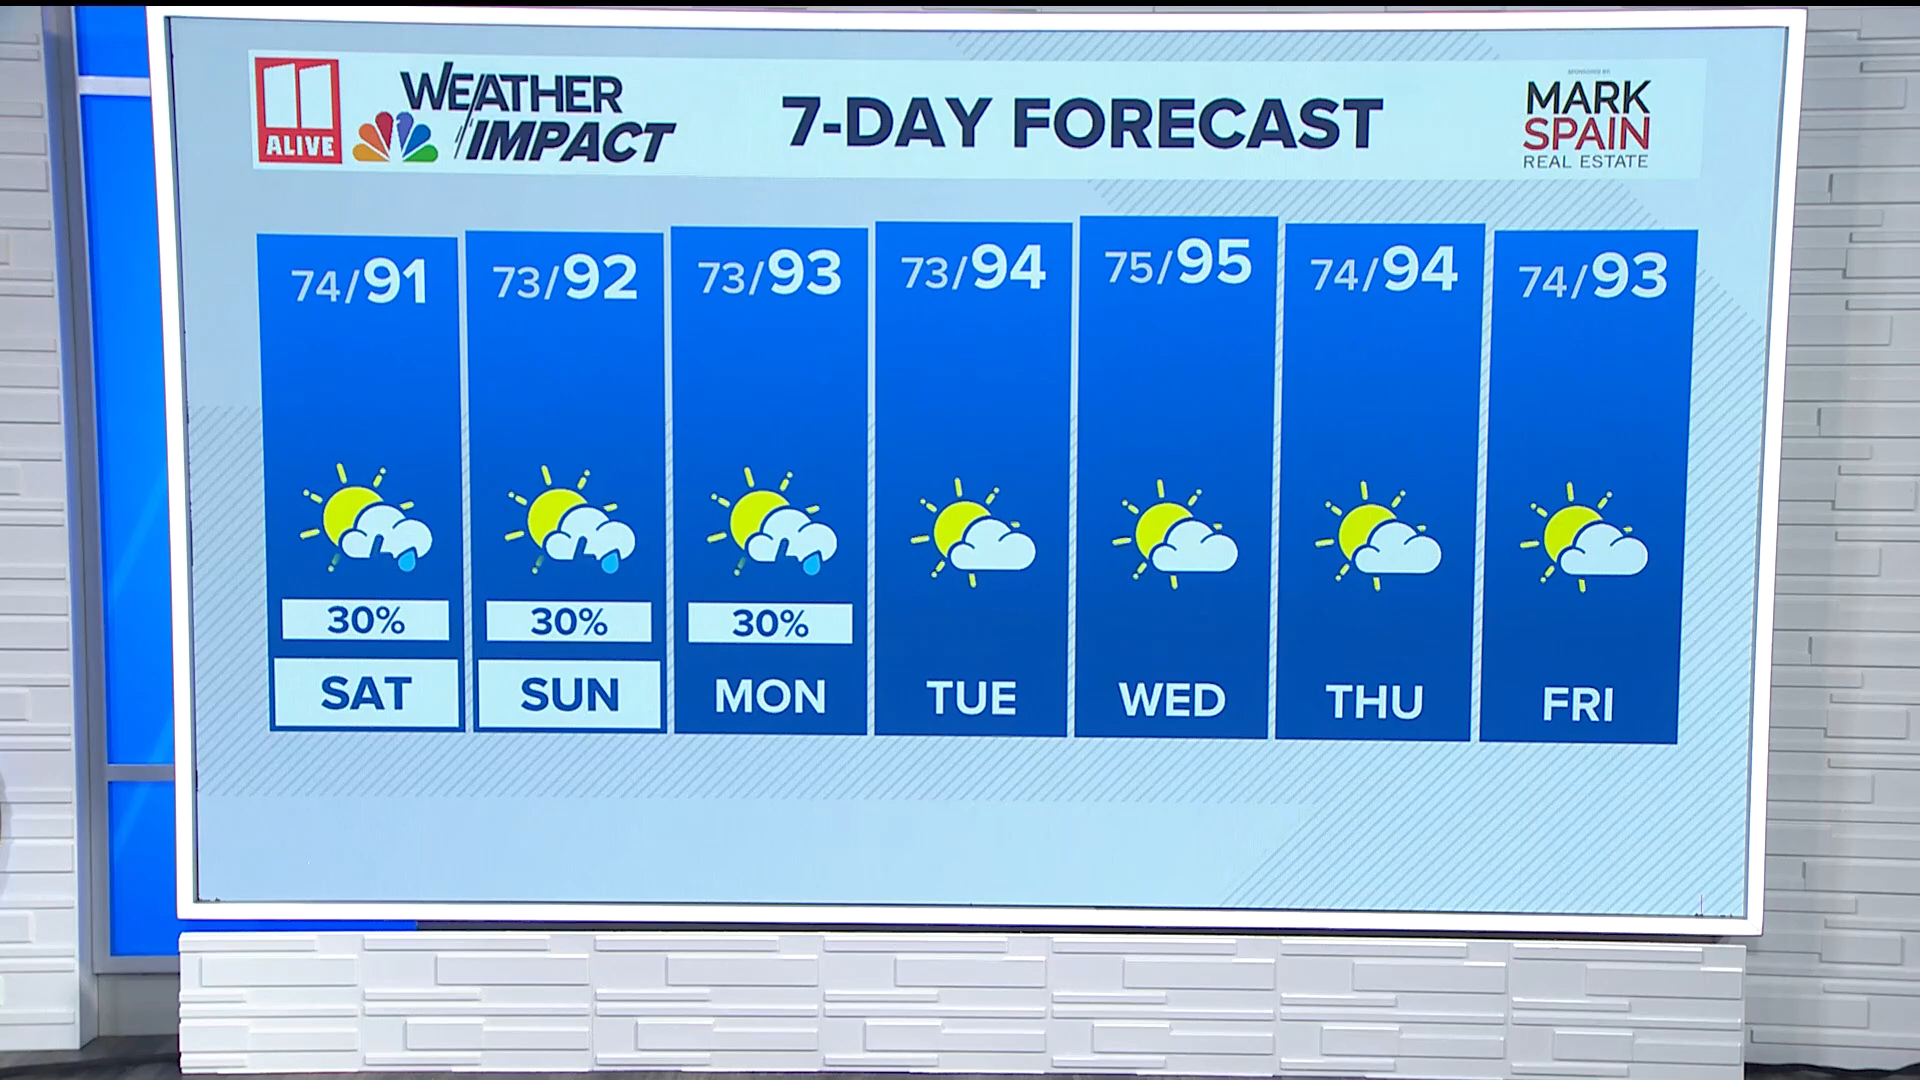 ALIVE
WEATHER
IMPACT
7-DAY FORECAST
SPONSORED BY:
MARK
SPAIN
REAL ESTATE
74/91
73/92
73/93
73/94
75/95
74/94
74/93
30%
30%
30%
SAT
SUN
MON
TUE
WED
THU
FRI